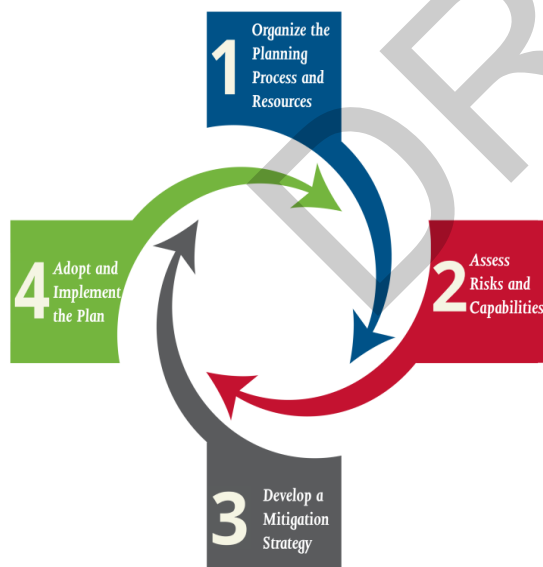 1
Organize the
Planning
Process and
Resources
2
Assess
Risks and
Capabilities
3
Develop a
Mitigation
Strategy
4
Adopt and
Implement
the Plan
DR